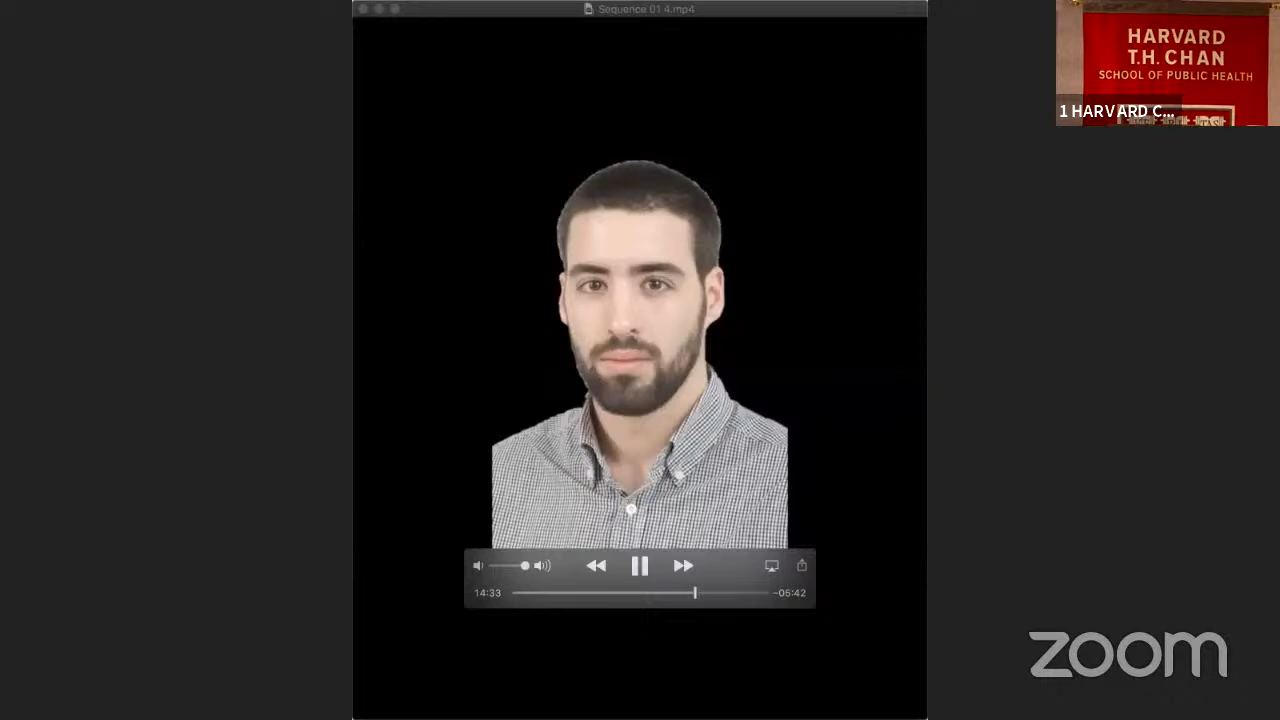 Sequence 01 4.mp4
HARVARD
T.H. CHAN
SCHOOL OF PUBLIC HEALTH
1 HARVARD C...
14:33
-05:42
zoom